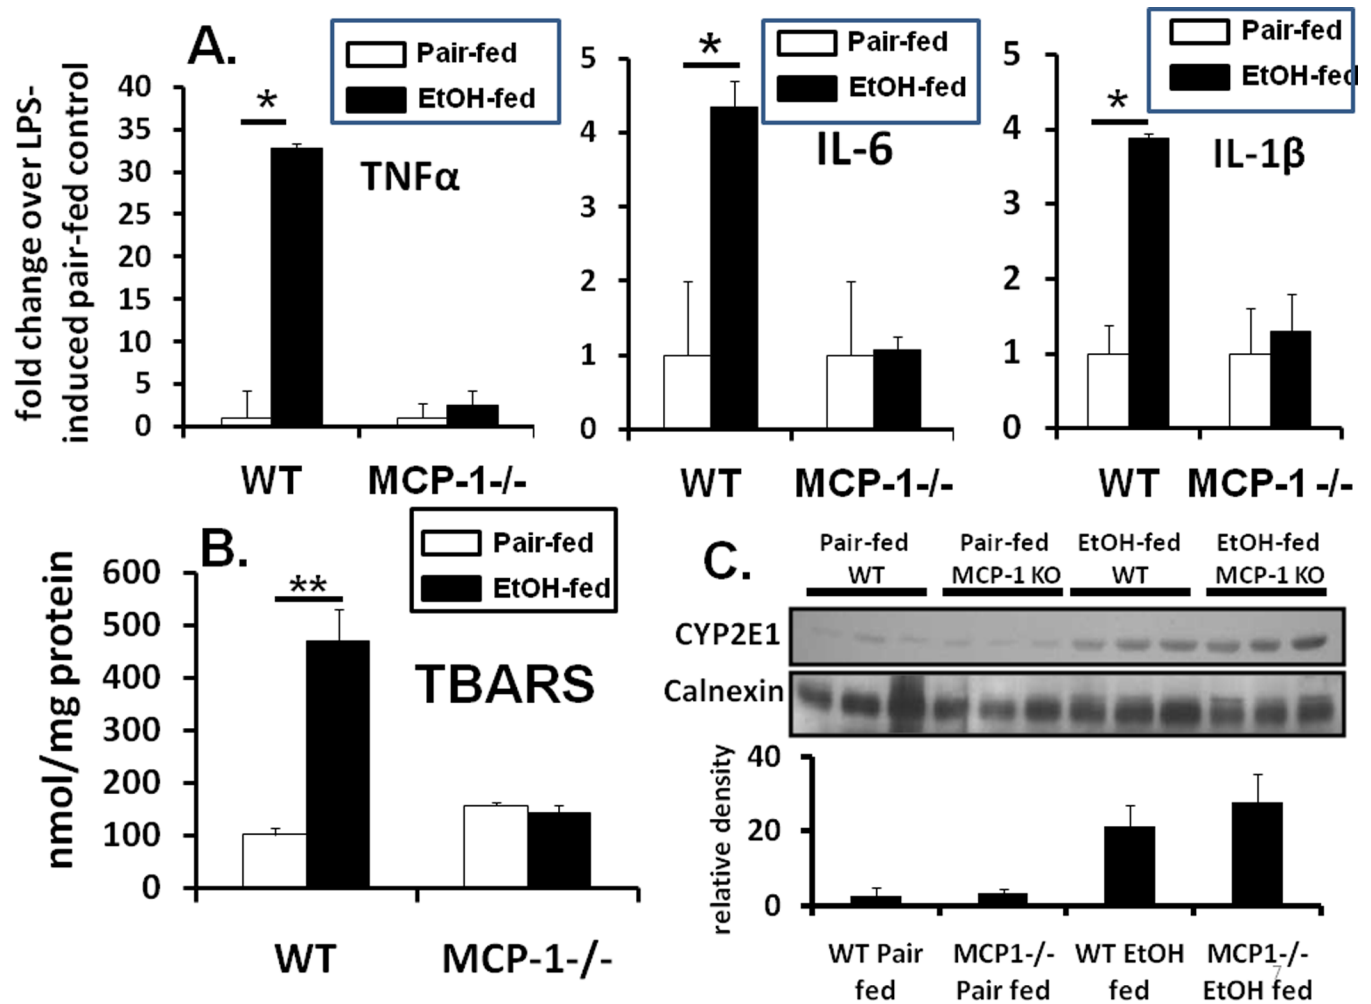 A.
Pair-fed
EtOH-fed
fold change over LPS-
induced pair-fed control
40
35
30
25
20
15
10
5
0
*
TNFα
WT
MCP-1-/-
Pair-fed
EtOH-fed
5
4
3
2
1
0
*
IL-6
WT
MCP-1-/-
Pair-fed
EtOH-fed
5
4
3
2
1
0
*
IL-1β
WT
MCP-1 -/-
B.
Pair-fed
EtOH-fed
nmol/mg protein
600
500
400
300
200
100
0
**
TBARS
WT
MCP-1-/-
C.
Pair-fed
WT
Pair-fed
MCP-1 KO
EtOH-fed
WT
EtOH-fed
MCP-1 KO
CYP2E1
Calnexin
relative density
40
20
0
WT Pair
fed
MCP1-/-
Pair fed
WT EtOH
fed
MCP1-/-
EtOH fed
7